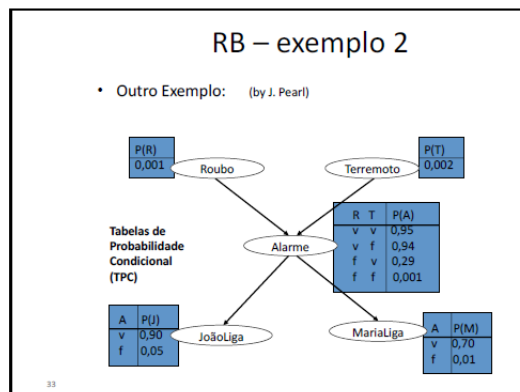 RB – exemplo 2
• Outro Exemplo: (by J. Pearl)
P(R)
0,001
Roubo
Terremoto
P(T)
0,002
Tabelas de
Probabilidade
Condicional
(TPC)
Alarme
R T P(A)
v v 0,95
v f 0,94
f v 0,29
f f 0,001
A P(J)
v 0,90
f 0,05
JoãoLiga
MariaLiga
A P(M)
v 0,70
f 0,01
33